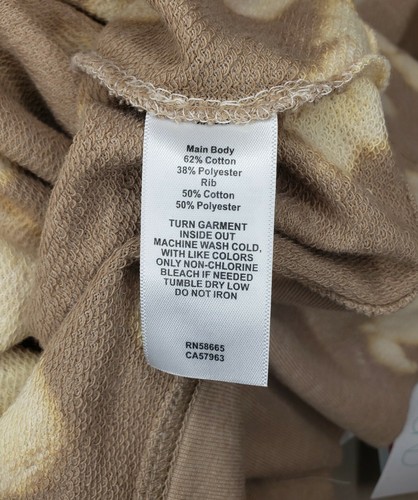 Main Body
62% Cotton
38% Polyester
Rib
50% Cotton
50% Polyester
TURN GARMENT
INSIDE OUT
MACHINE WASH COLD,
WITH LIKE COLORS
ONLY NON-CHLORINE
BLEACH IF NEEDED
TUMBLE DRY LOW
DO NOT IRON
RN58665
CA57963